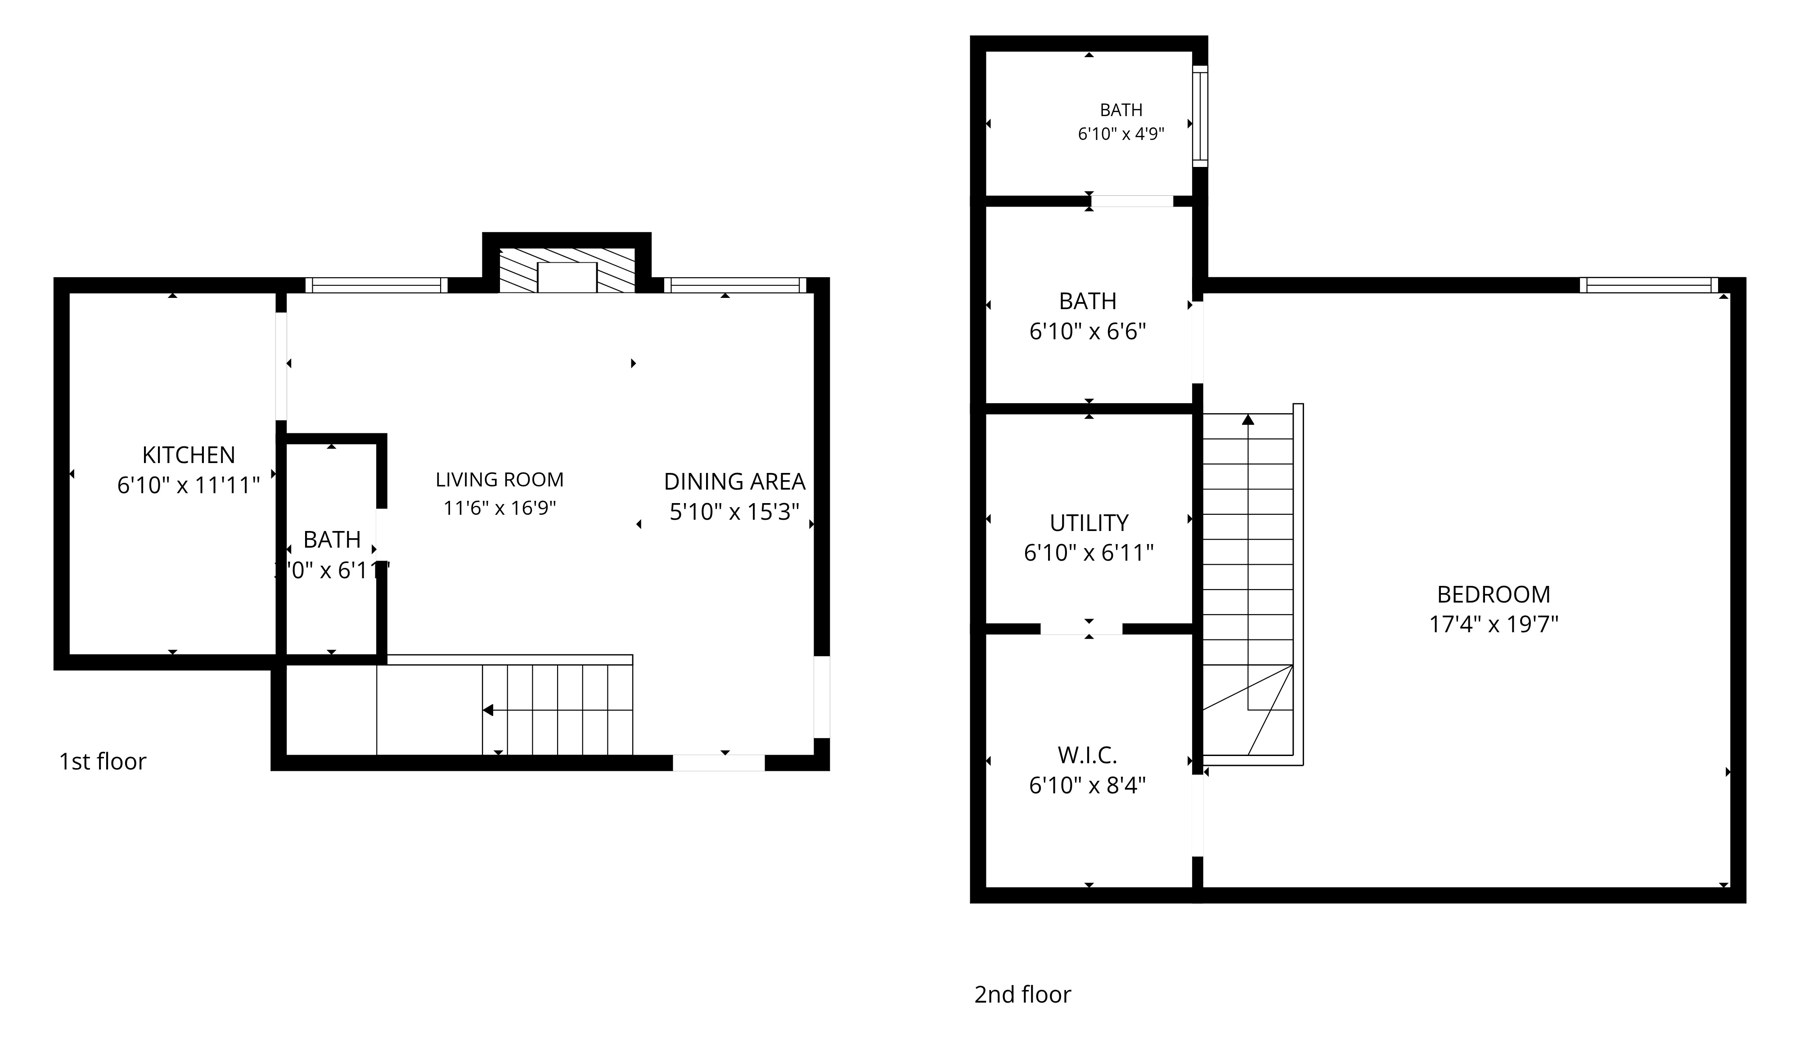 BATH
6'10" x 4'9"
BATH
6'10" x 6'6"
KITCHEN
6'10" x 11'11"
LIVING ROOM
11'6" x 16'9"
DINING AREA
5'10" x 15'3"
BATH
x 6'11"
UTILITY
6'10" x 6'11"
BEDROOM
17'4" x 19'7"
W.I.C.
6'10" x 8'4"
1st floor
2nd floor